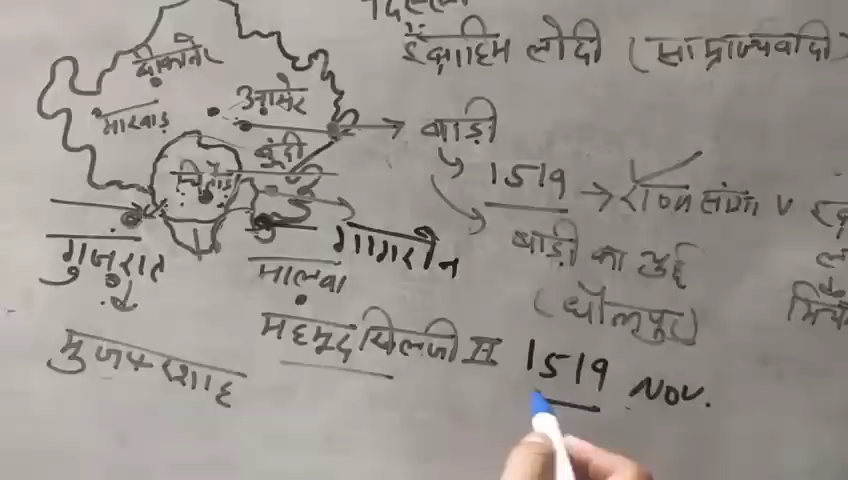 इब्राहिम लोदी (साम्राज्यवादी)
बीकानेर
मारवाड़
आमेर
बूंदी
बाड़ी
चित्तौड़
1519 → राणा सांगा v
गुजरात
मालवा
गागरोन
बाड़ी का युद्ध
(धौलपुर)
मुजफ्फरशाह
महमूद खिलजी II
1519 Nov.